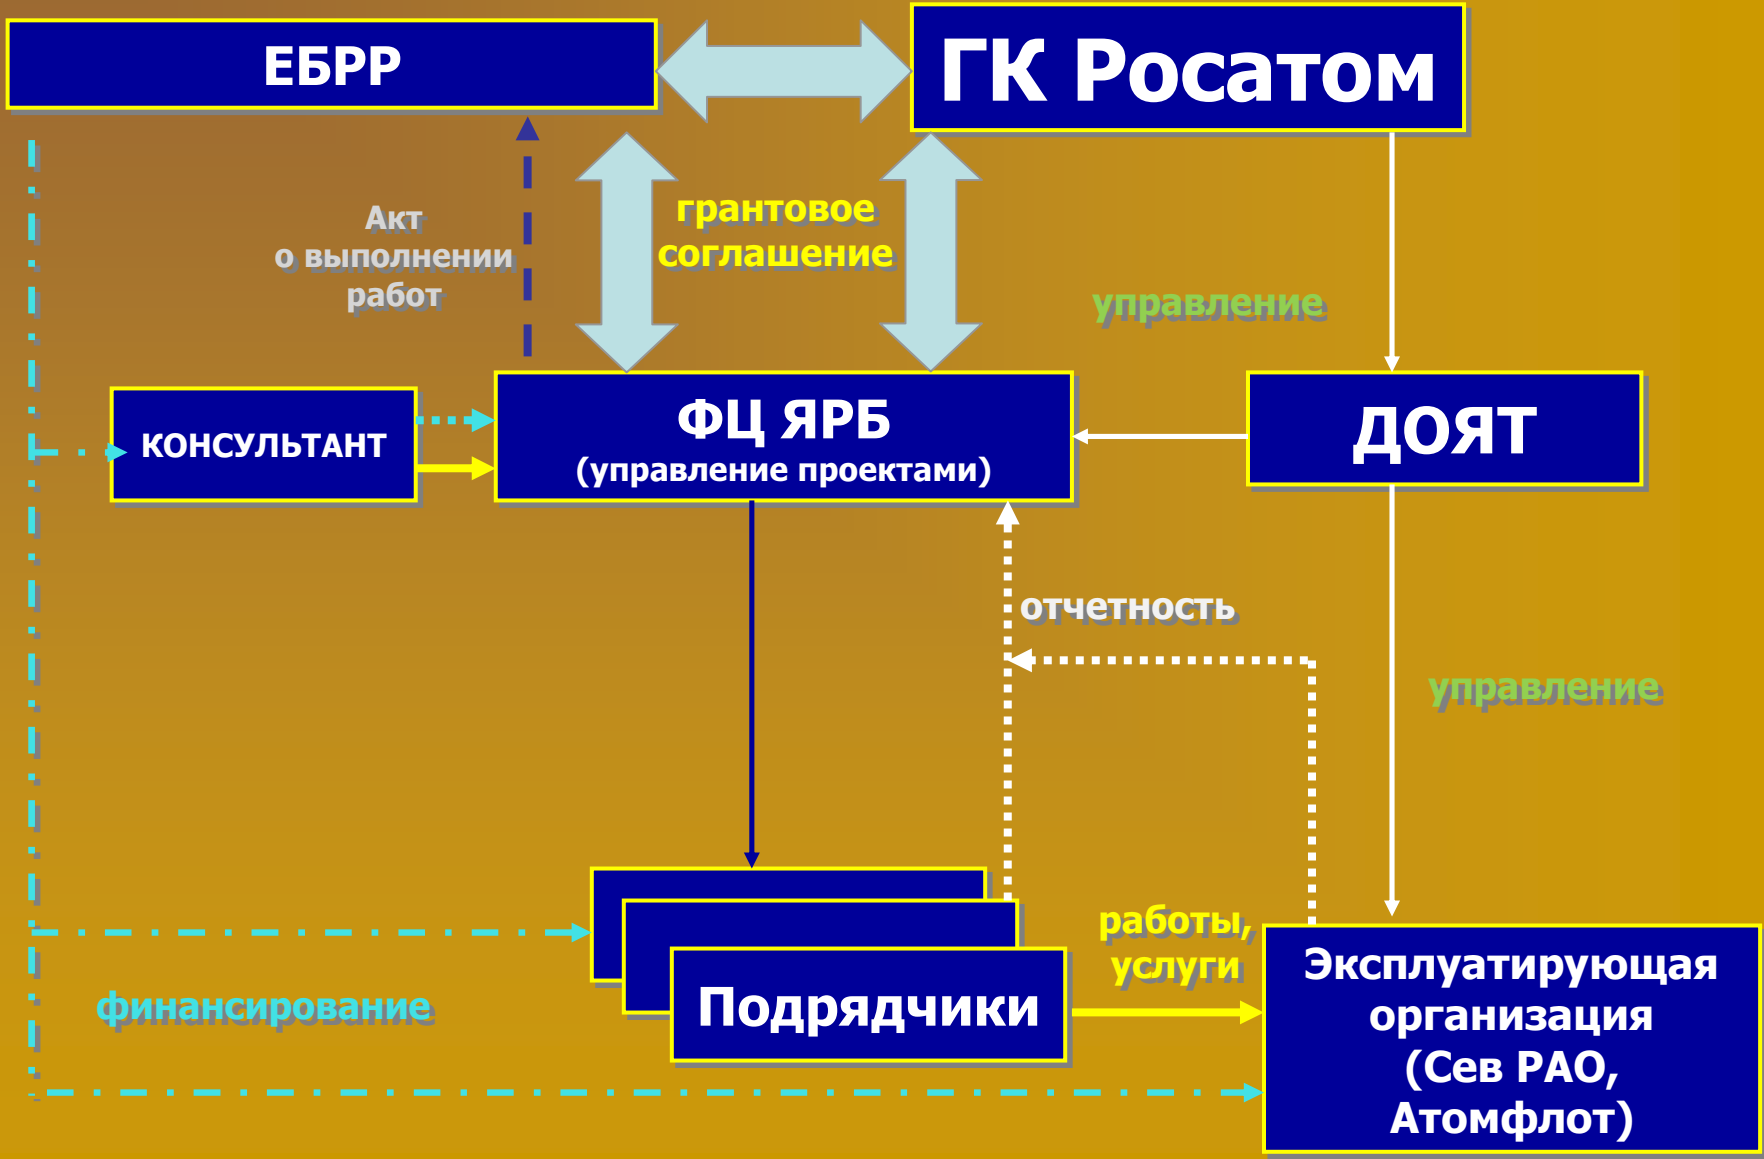 ЕБРР
ГК Росатом
Акт
о выполнении
работ
грантовое
соглашение
управление
КОНСУЛЬТАНТ
ФЦ ЯРБ
(управление проектами)
ДОЯТ
отчетность
управление
финансирование
Подрядчики
работы,
услуги
Эксплуатирующая
организация
(Сев РАО,
Атомфлот)